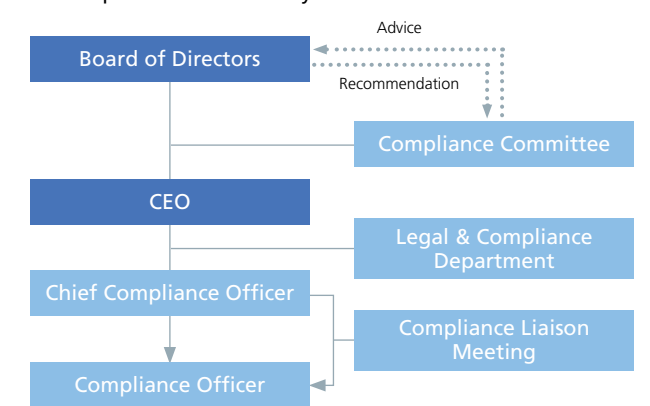 Advice
Board of Directors
Recommendation
Compliance Committee
CEO
Legal & Compliance
Department
Chief Compliance Officer
Compliance Liaison
Meeting
Compliance Officer